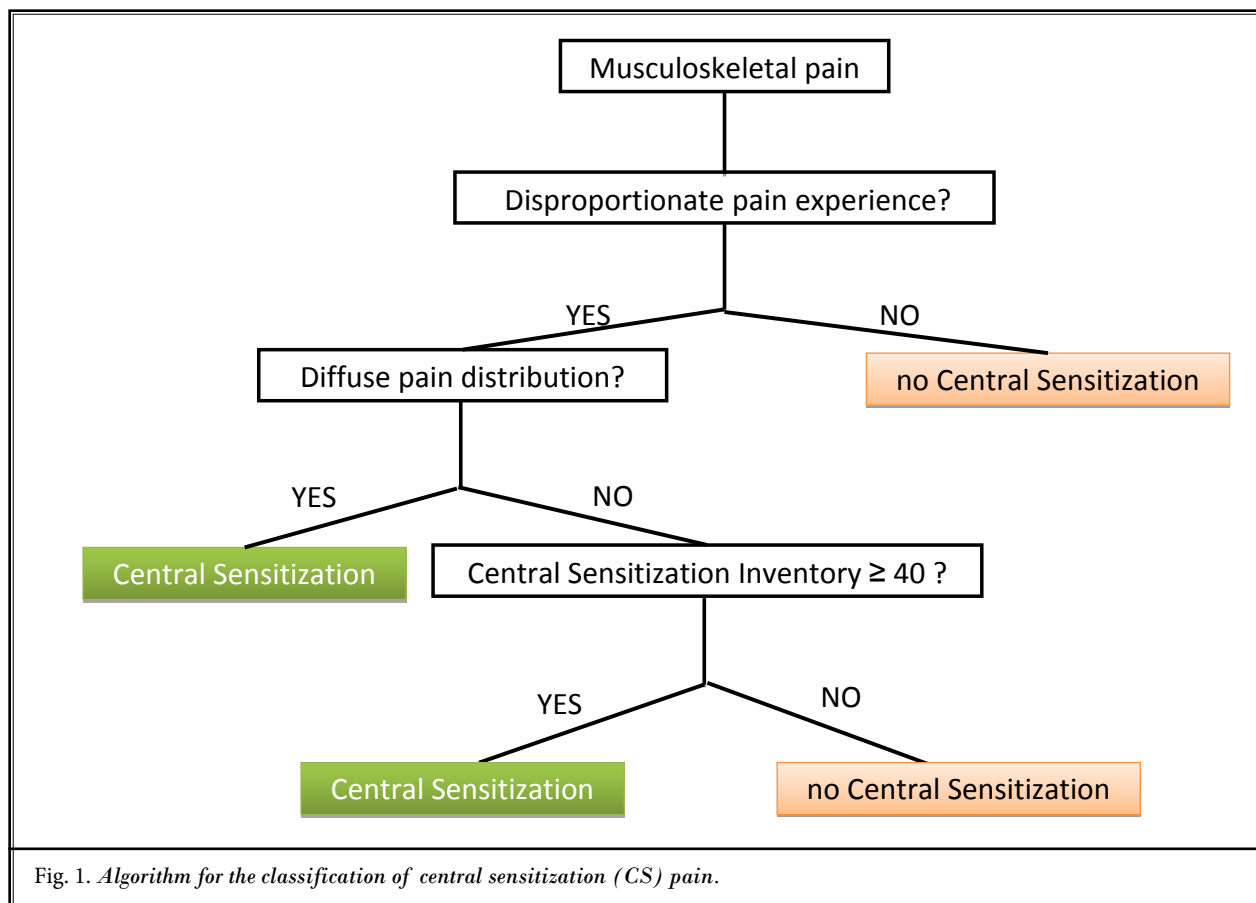 Musculoskeletal pain
Disproportionate pain experience?
YES
NO
Diffuse pain distribution?
no Central Sensitization
YES
NO
Central Sensitization
Central Sensitization Inventory ≥ 40 ?
YES
NO
Central Sensitization
no Central Sensitization
Fig. 1. Algorithm for the classification of central sensitization (CS) pain.